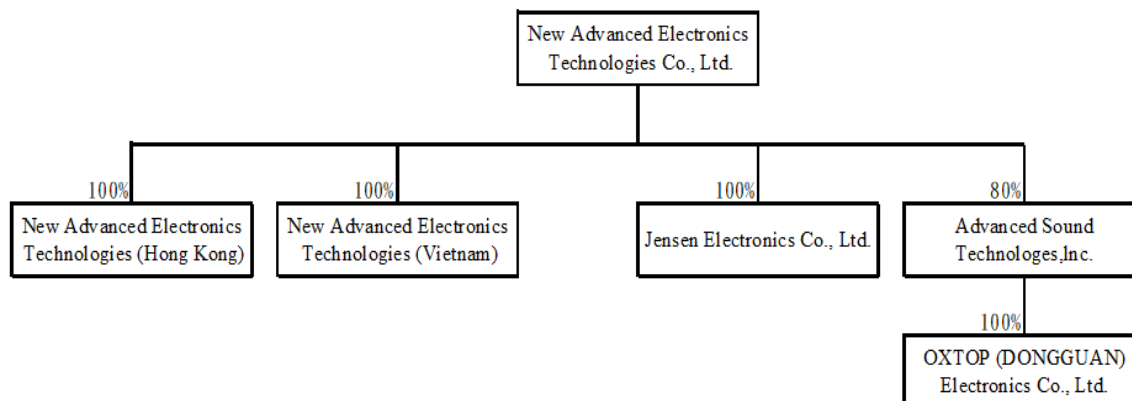 New Advanced Electronics
Technologies Co., Ltd.
100%
100%
100%
80%
New Advanced Electronics
Technologies (Hong Kong)
New Advanced Electronics
Technologies (Vietnam)
Jensen Electronics Co., Ltd.
Advanced Sound
Technologes,Inc.
100%
OXTOP (DONGGUAN)
Electronics Co., Ltd.